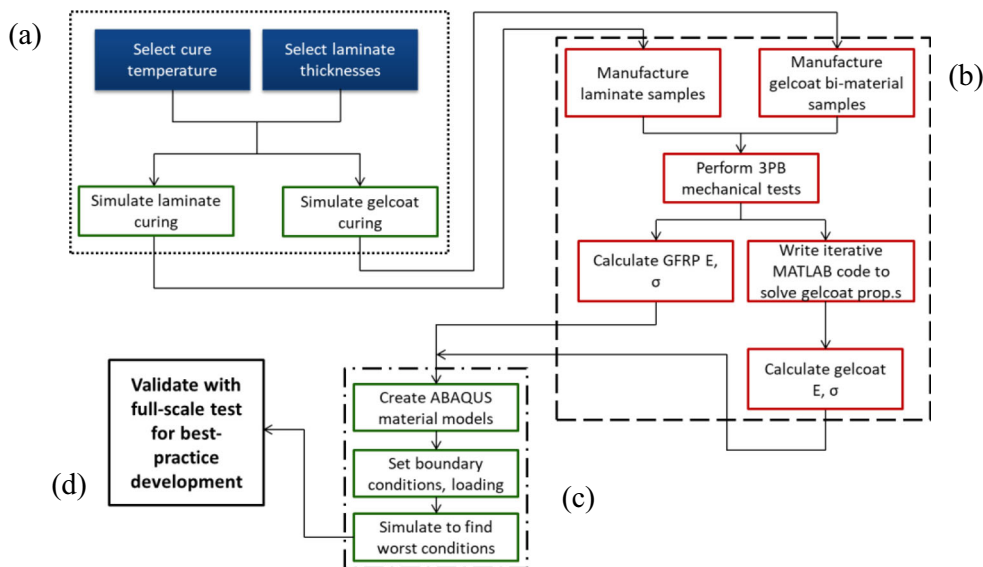 (a)
Select cure
temperature
Select laminate
thicknesses
Simulate laminate
curing
Simulate gelcoat
curing
(b)
Manufacture
laminate samples
Manufacture
gelcoat bi-material
samples
Perform 3PB
mechanical tests
Calculate GFRP E,
σ
Write iterative
MATLAB code to
solve gelcoat prop.s
Calculate gelcoat
E, σ
(c)
Create ABAQUS
material models
Set boundary
conditions, loading
Simulate to find
worst conditions
(d)
Validate with
full-scale test
for best-
practice
development